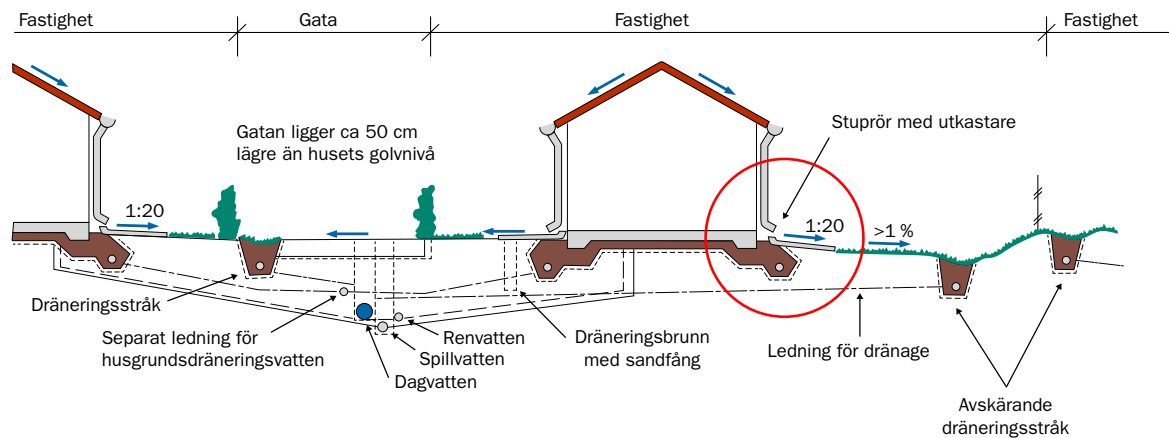 Fastighet
Gata
Fastighet
Fastighet
Gatan ligger ca 50 cm
lägre än husets golvnivå
Stuprör med utkastare
1:20
1:20
>1 %
Dräneringsstråk
Separat ledning för
husgrundsdräneringsvatten
Renvatten
Spillvatten
Dagvatten
Dräneringsbrunn
med sandfång
Ledning för dränage
Avskärande
dräneringsstråk